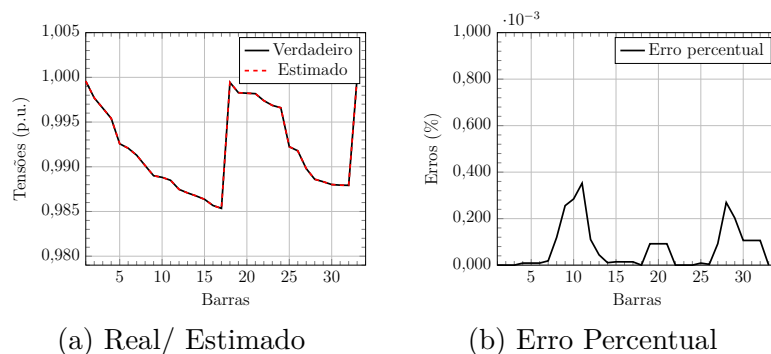 1,005
1,000
0,995
0,990
0,985
0,980
Tensões (p.u.)
Verdadeiro
Estimado
5 10 15 20 25 30
Barras
(a) Real/ Estimado
·10⁻³
1,000
0,800
0,600
0,400
0,200
0,000
Erros (%)
Erro percentual
5 10 15 20 25 30
Barras
(b) Erro Percentual